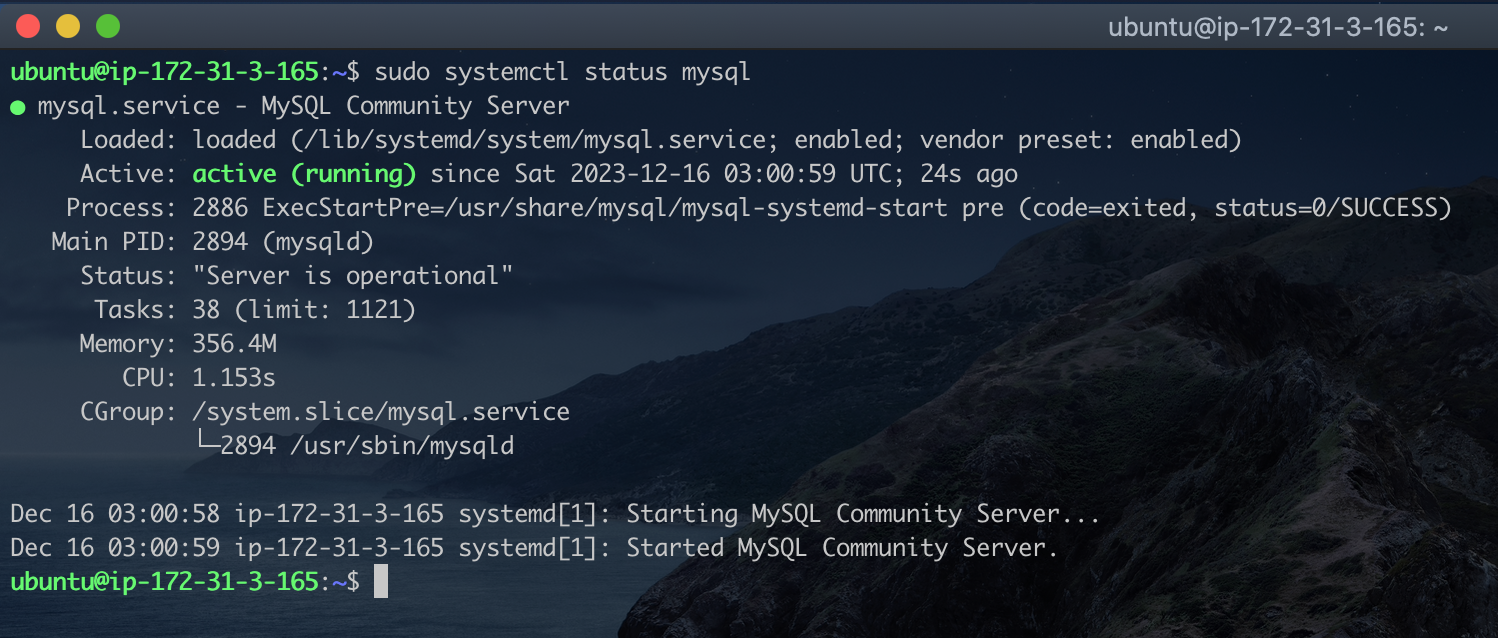 ubuntu@ip-172-31-3-165: ~
ubuntu@ip-172-31-3-165:~$ sudo systemctl status mysql
● mysql.service - MySQL Community Server
     Loaded: loaded (/lib/systemd/system/mysql.service; enabled; vendor preset: enabled)
     Active: active (running) since Sat 2023-12-16 03:00:59 UTC; 24s ago
    Process: 2886 ExecStartPre=/usr/share/mysql/mysql-systemd-start pre (code=exited, status=0/SUCCESS)
   Main PID: 2894 (mysqld)
     Status: "Server is operational"
      Tasks: 38 (limit: 1121)
     Memory: 356.4M
        CPU: 1.153s
     CGroup: /system.slice/mysql.service
             └─2894 /usr/sbin/mysqld

Dec 16 03:00:58 ip-172-31-3-165 systemd[1]: Starting MySQL Community Server...
Dec 16 03:00:59 ip-172-31-3-165 systemd[1]: Started MySQL Community Server.
ubuntu@ip-172-31-3-165:~$